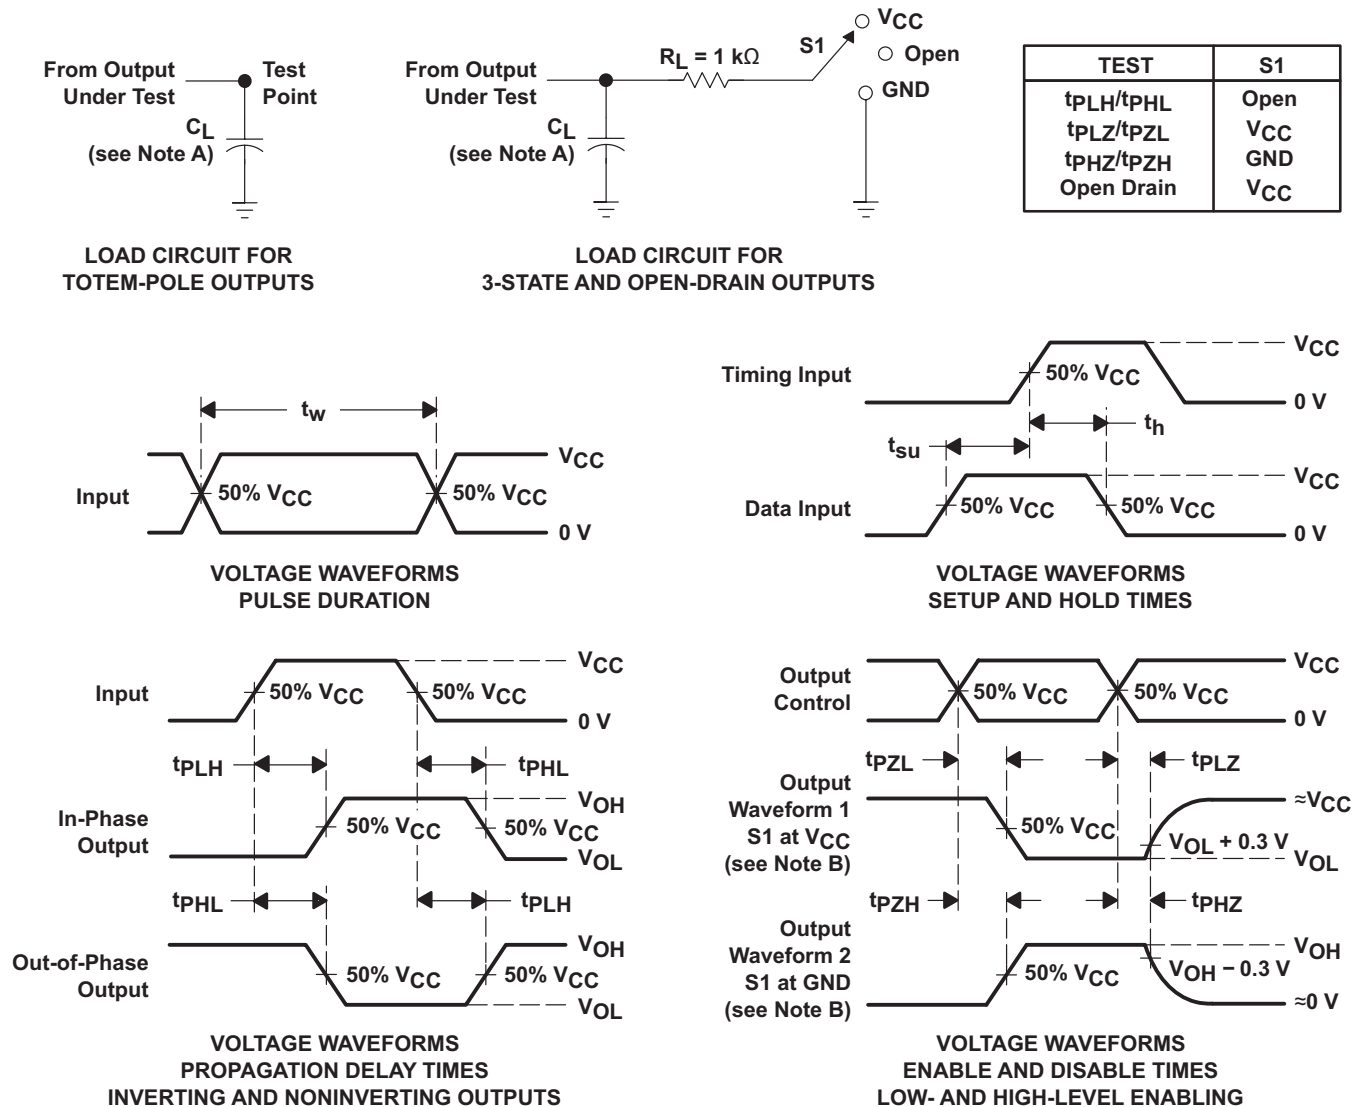 From Output
Under Test
Test
Point
CL
(see Note A)
LOAD CIRCUIT FOR
TOTEM-POLE OUTPUTS
From Output
Under Test
RL = 1 kΩ
S1
VCC
Open
GND
CL
(see Note A)
LOAD CIRCUIT FOR
3-STATE AND OPEN-DRAIN OUTPUTS
TEST S1
tPLH/tPHL Open
tPLZ/tPZL VCC
tPHZ/tPZH GND
Open Drain VCC
tw
Input
50% VCC
50% VCC
VCC
0 V
VOLTAGE WAVEFORMS
PULSE DURATION
Timing Input
50% VCC
VCC
0 V
tsu
th
Data Input
50% VCC
50% VCC
VCC
0 V
VOLTAGE WAVEFORMS
SETUP AND HOLD TIMES
Input
50% VCC
50% VCC
VCC
0 V
tPLH
tPHL
In-Phase
Output
50% VCC
50% VCC
VOH
VOL
tPHL
tPLH
Out-of-Phase
Output
50% VCC
50% VCC
VOH
VOL
VOLTAGE WAVEFORMS
PROPAGATION DELAY TIMES
INVERTING AND NONINVERTING OUTPUTS
Output
Control
50% VCC
50% VCC
VCC
0 V
tPZL
tPLZ
Output
Waveform 1
S1 at VCC
(see Note B)
50% VCC
VOL + 0.3 V
≈VCC
VOL
tPZH
tPHZ
Output
Waveform 2
S1 at GND
(see Note B)
50% VCC
VOH − 0.3 V
VOH
≈0 V
VOLTAGE WAVEFORMS
ENABLE AND DISABLE TIMES
LOW- AND HIGH-LEVEL ENABLING